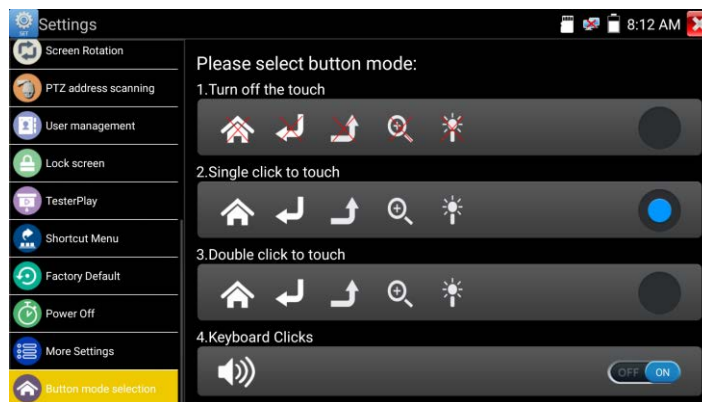 SET
Settings
8:12 AM
Screen Rotation
PTZ address scanning
User management
Lock screen
TesterPlay
Shortcut Menu
Factory Default
Power Off
More Settings
Button mode selection
Please select button mode:
1.Turn off the touch
2.Single click to touch
3.Double click to touch
4.Keyboard Clicks
OFF ON